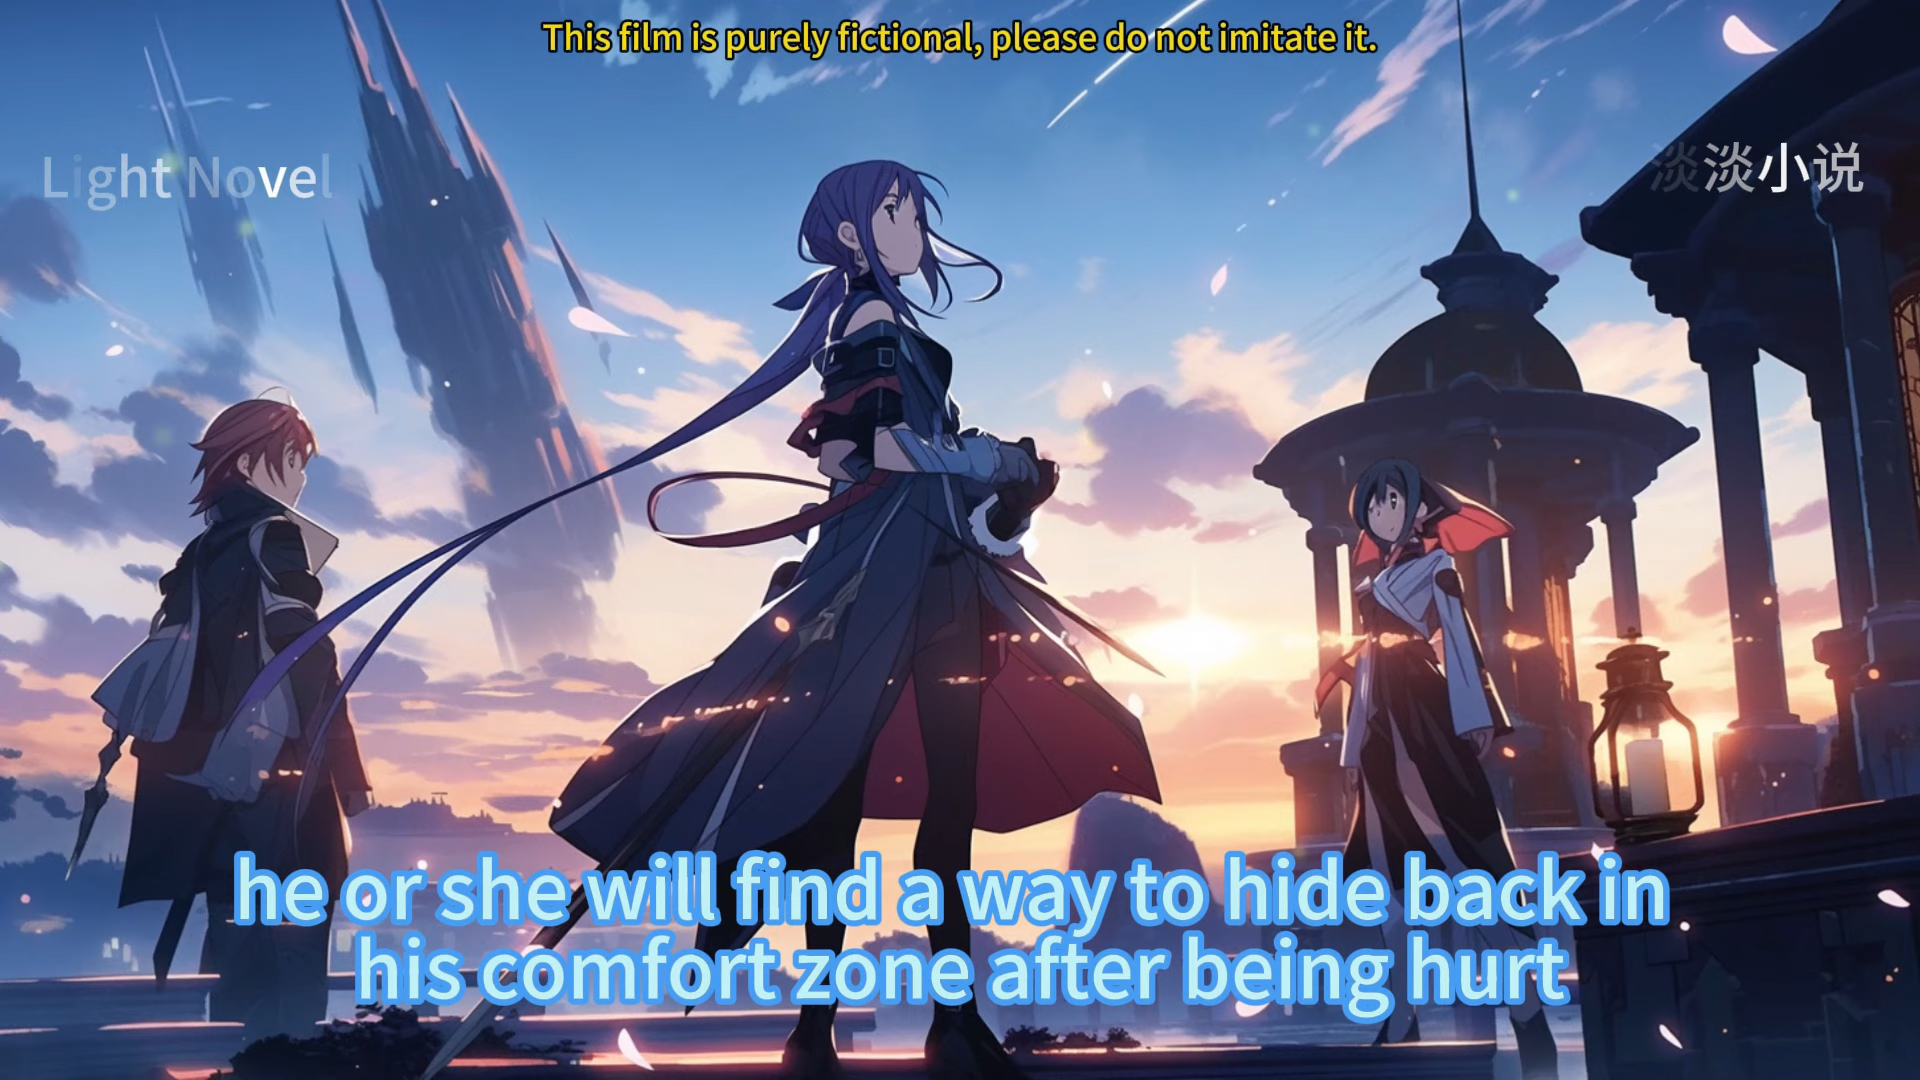 This film is purely fictional, please do not imitate it.
Light Novel
淡淡小说
he or she will find a way to hide back in
his comfort zone after being hurt